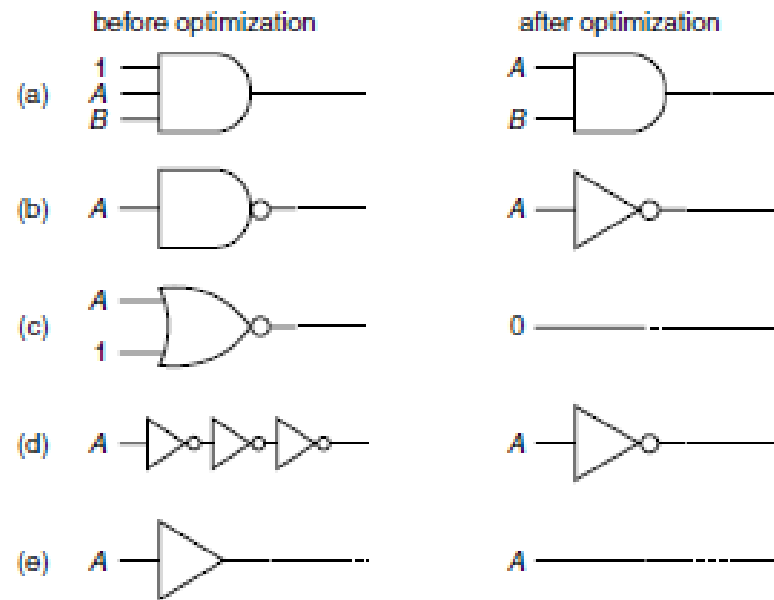 before optimization after optimization
1
A
B
(a)
A
B
(b) A A
(c) A
1
0
(d) A A
(e) A A